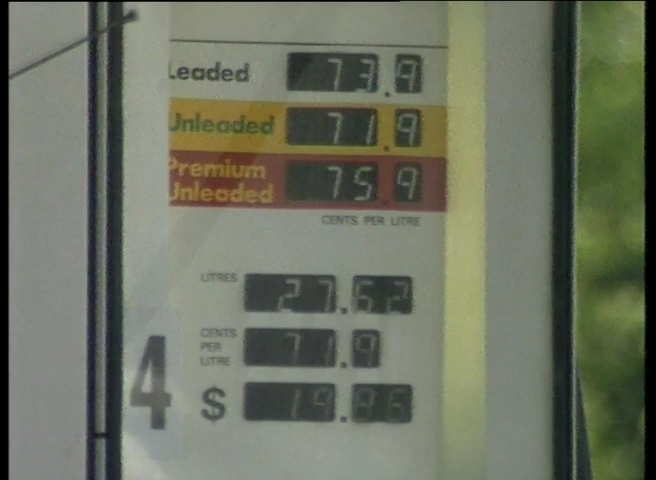 Leaded 73.9
Unleaded 71.9
Premium
Unleaded 75.9
CENTS PER LITRE
LITRES 27.62
CENTS
PER
LITRE 71.9
4 $ 19.86